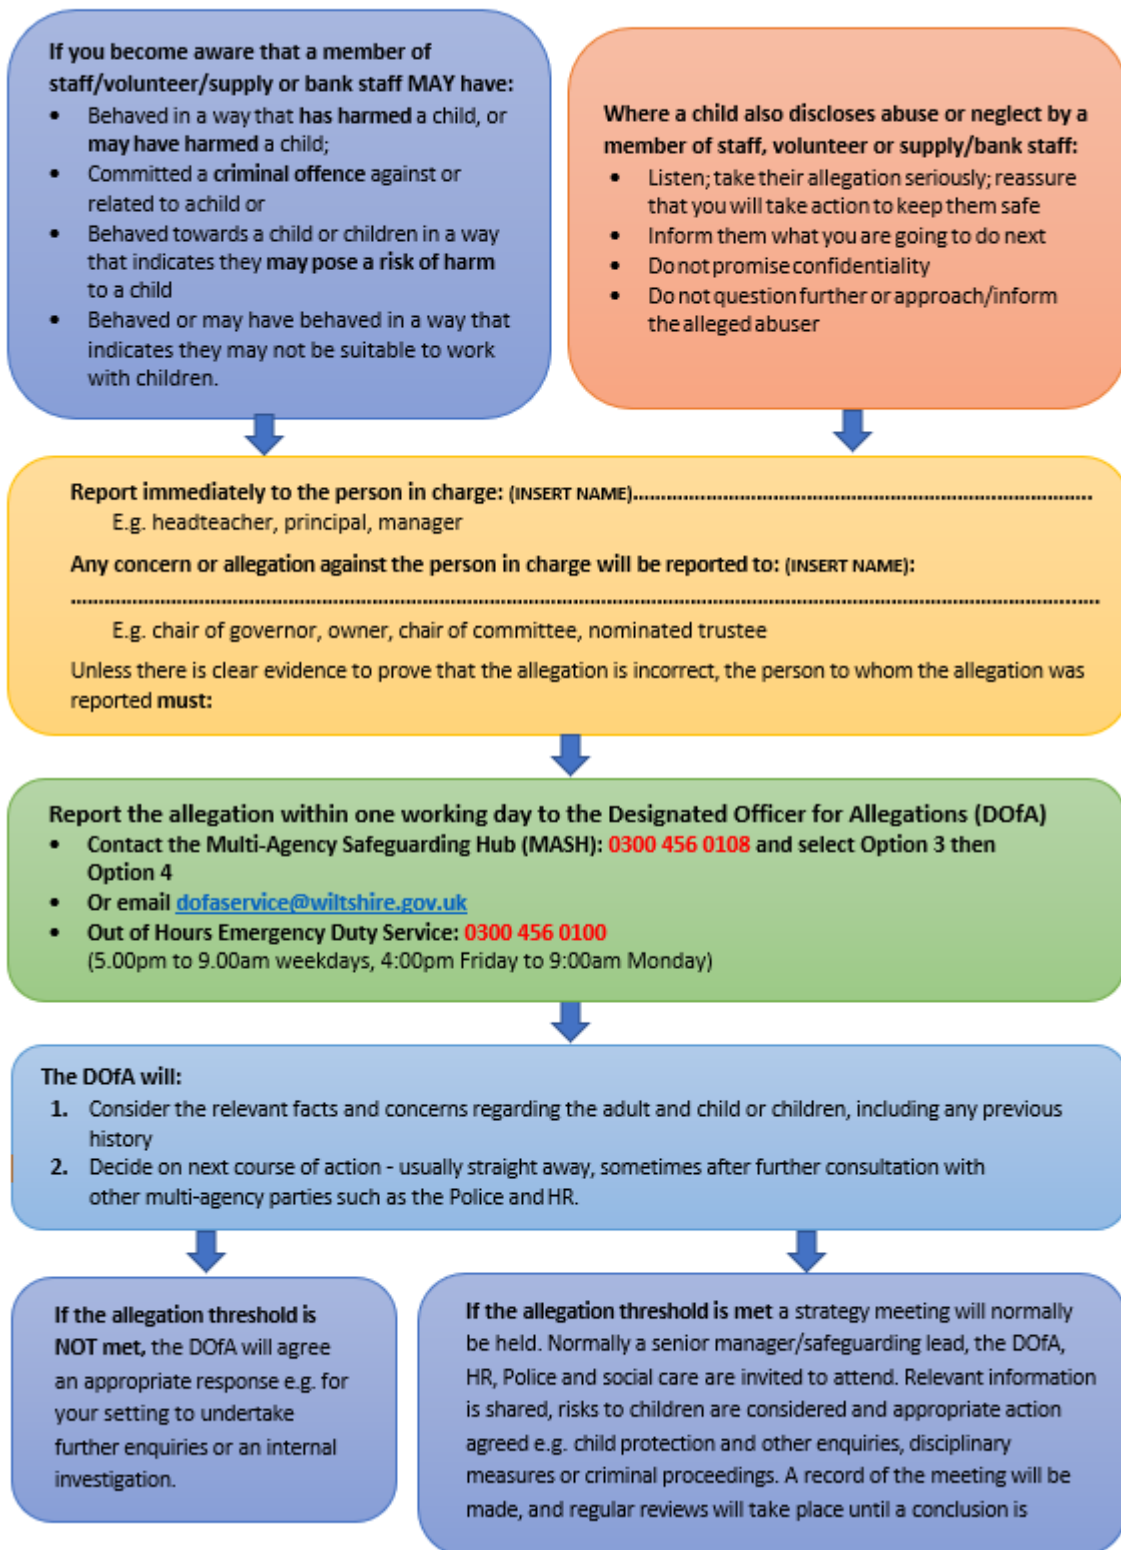 If you become aware that a member of
staff/volunteer/supply or bank staff MAY have:
• Behaved in a way that has harmed a child, or
may have harmed a child;
• Committed a criminal offence against or
related to achild or
• Behaved towards a child or children in a way
that indicates they may pose a risk of harm
to a child
• Behaved or may have behaved in a way that
indicates they may not be suitable to work
with children.
Where a child also discloses abuse or neglect by a
member of staff, volunteer or supply/bank staff:
• Listen; take their allegation seriously; reassure
that you will take action to keep them safe
• Inform them what you are going to do next
• Do not promise confidentiality
• Do not question further or approach/inform
the alleged abuser
Report immediately to the person in charge: (INSERT NAME)..........................................................................................
E.g. headteacher, principal, manager
Any concern or allegation against the person in charge will be reported to: (INSERT NAME):
....................................................................................................................................................................................
E.g. chair of governor, owner, chair of committee, nominated trustee
Unless there is clear evidence to prove that the allegation is incorrect, the person to whom the allegation was
reported must:
Report the allegation within one working day to the Designated Officer for Allegations (DOfA)
• Contact the Multi-Agency Safeguarding Hub (MASH): 0300 456 0108 and select Option 3 then
Option 4
• Or email dofaservice@wiltshire.gov.uk
• Out of Hours Emergency Duty Service: 0300 456 0100
(5.00pm to 9.00am weekdays, 4:00pm Friday to 9:00am Monday)
The DOfA will:
1. Consider the relevant facts and concerns regarding the adult and child or children, including any previous
history
2. Decide on next course of action - usually straight away, sometimes after further consultation with
other multi-agency parties such as the Police and HR.
If the allegation threshold is
NOT met, the DOfA will agree
an appropriate response e.g. for
your setting to undertake
further enquiries or an internal
investigation.
If the allegation threshold is met a strategy meeting will normally
be held. Normally a senior manager/safeguarding lead, the DOfA,
HR, Police and social care are invited to attend. Relevant information
is shared, risks to children are considered and appropriate action
agreed e.g. child protection and other enquiries, disciplinary
measures or criminal proceedings. A record of the meeting will be
made, and regular reviews will take place until a conclusion is